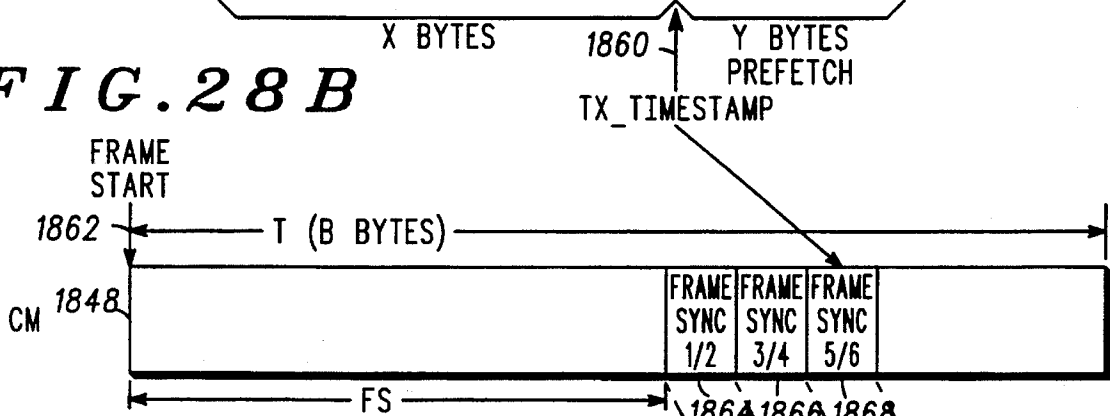 X BYTES
1860
Y BYTES
PREFETCH
FIG.28B
TX_TIMESTAMP
FRAME
START
1862
T (B BYTES)
CM
1848
FRAME
SYNC
1/2
FRAME
SYNC
3/4
FRAME
SYNC
5/6
FS
1864
1866
1868